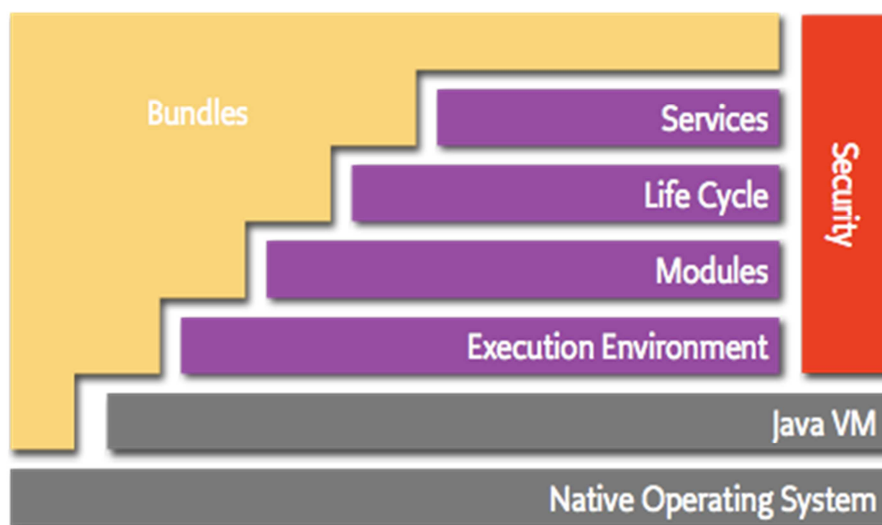 Bundles
Services
Life Cycle
Modules
Execution Environment
Java VM
Native Operating System
Security